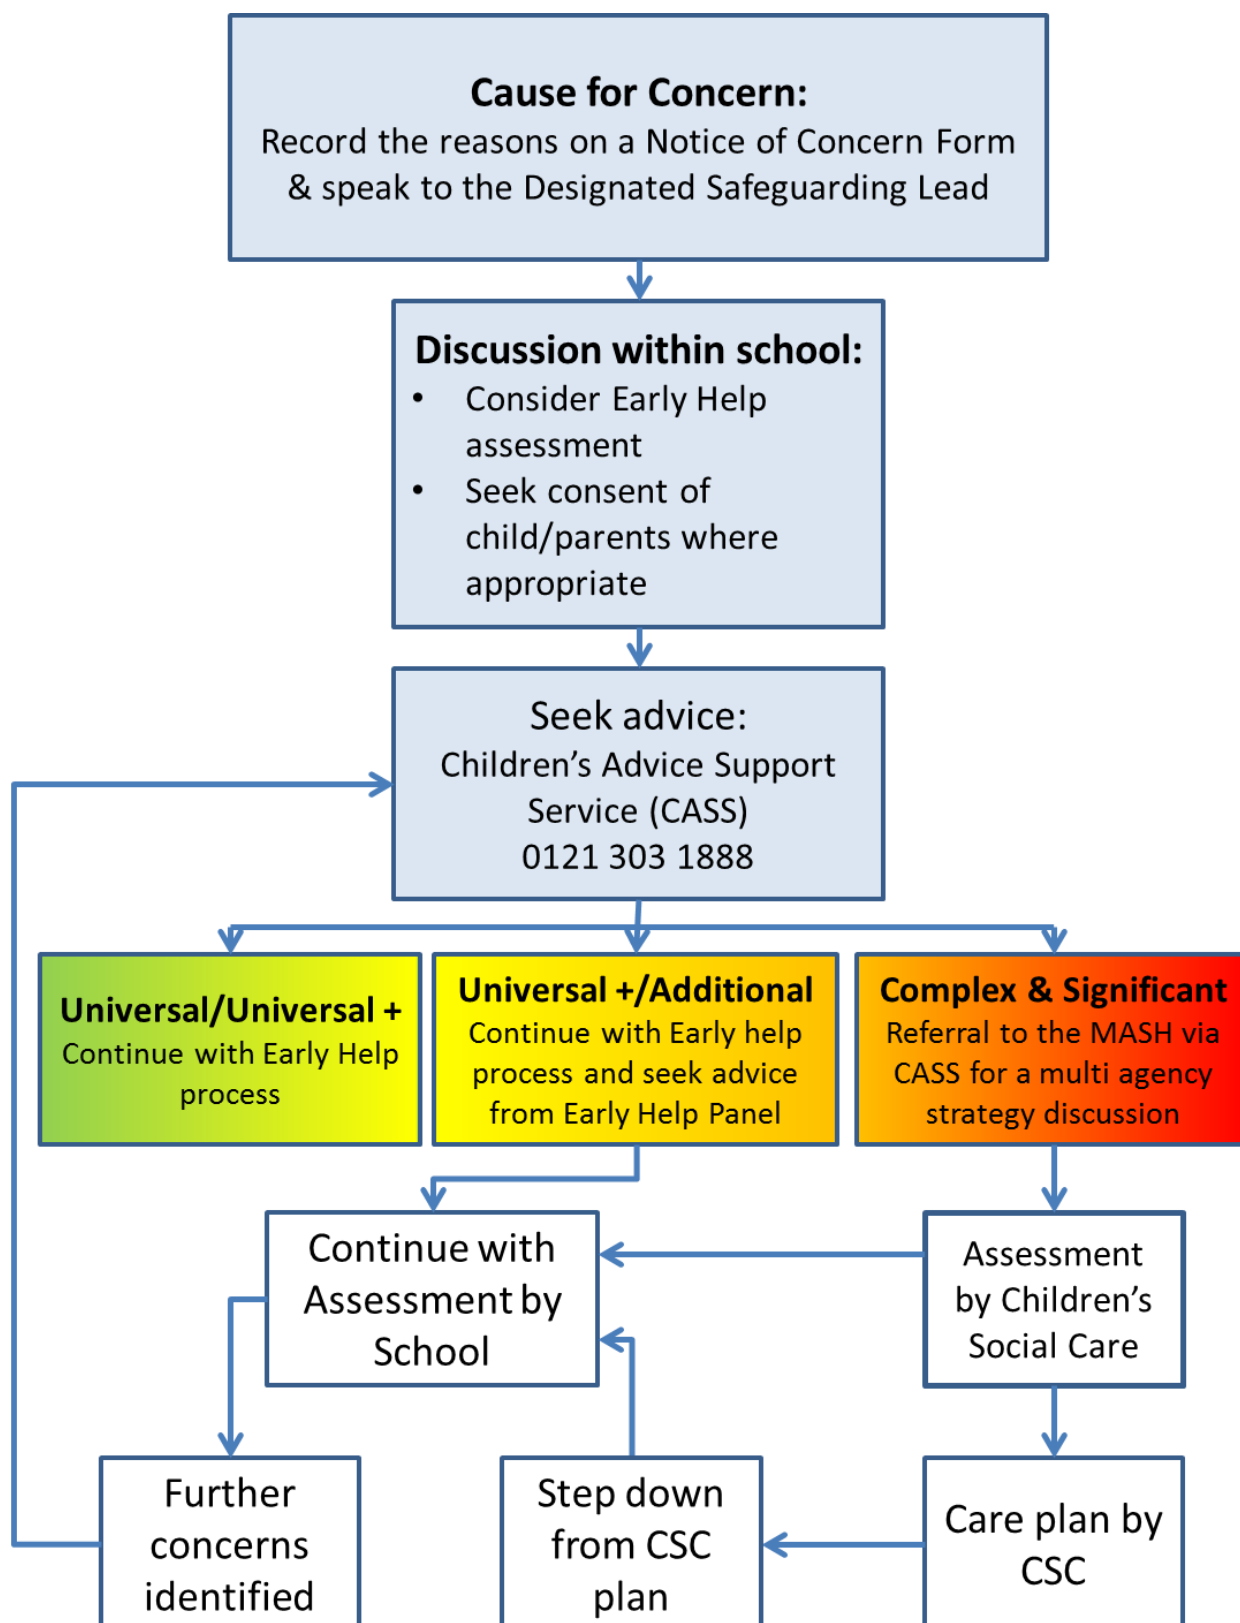 Cause for Concern:
Record the reasons on a Notice of Concern Form
& speak to the Designated Safeguarding Lead
Discussion within school:
• Consider Early Help
assessment
• Seek consent of
child/parents where
appropriate
Seek advice:
Children’s Advice Support
Service (CASS)
0121 303 1888
Universal/Universal +
Continue with Early Help
process
Universal +/Additional
Continue with Early help
process and seek advice
from Early Help Panel
Complex & Significant
Referral to the MASH via
CASS for a multi agency
strategy discussion
Continue with
Assessment by
School
Assessment
by Children’s
Social Care
Further
concerns
identified
Step down
from CSC
plan
Care plan by
CSC